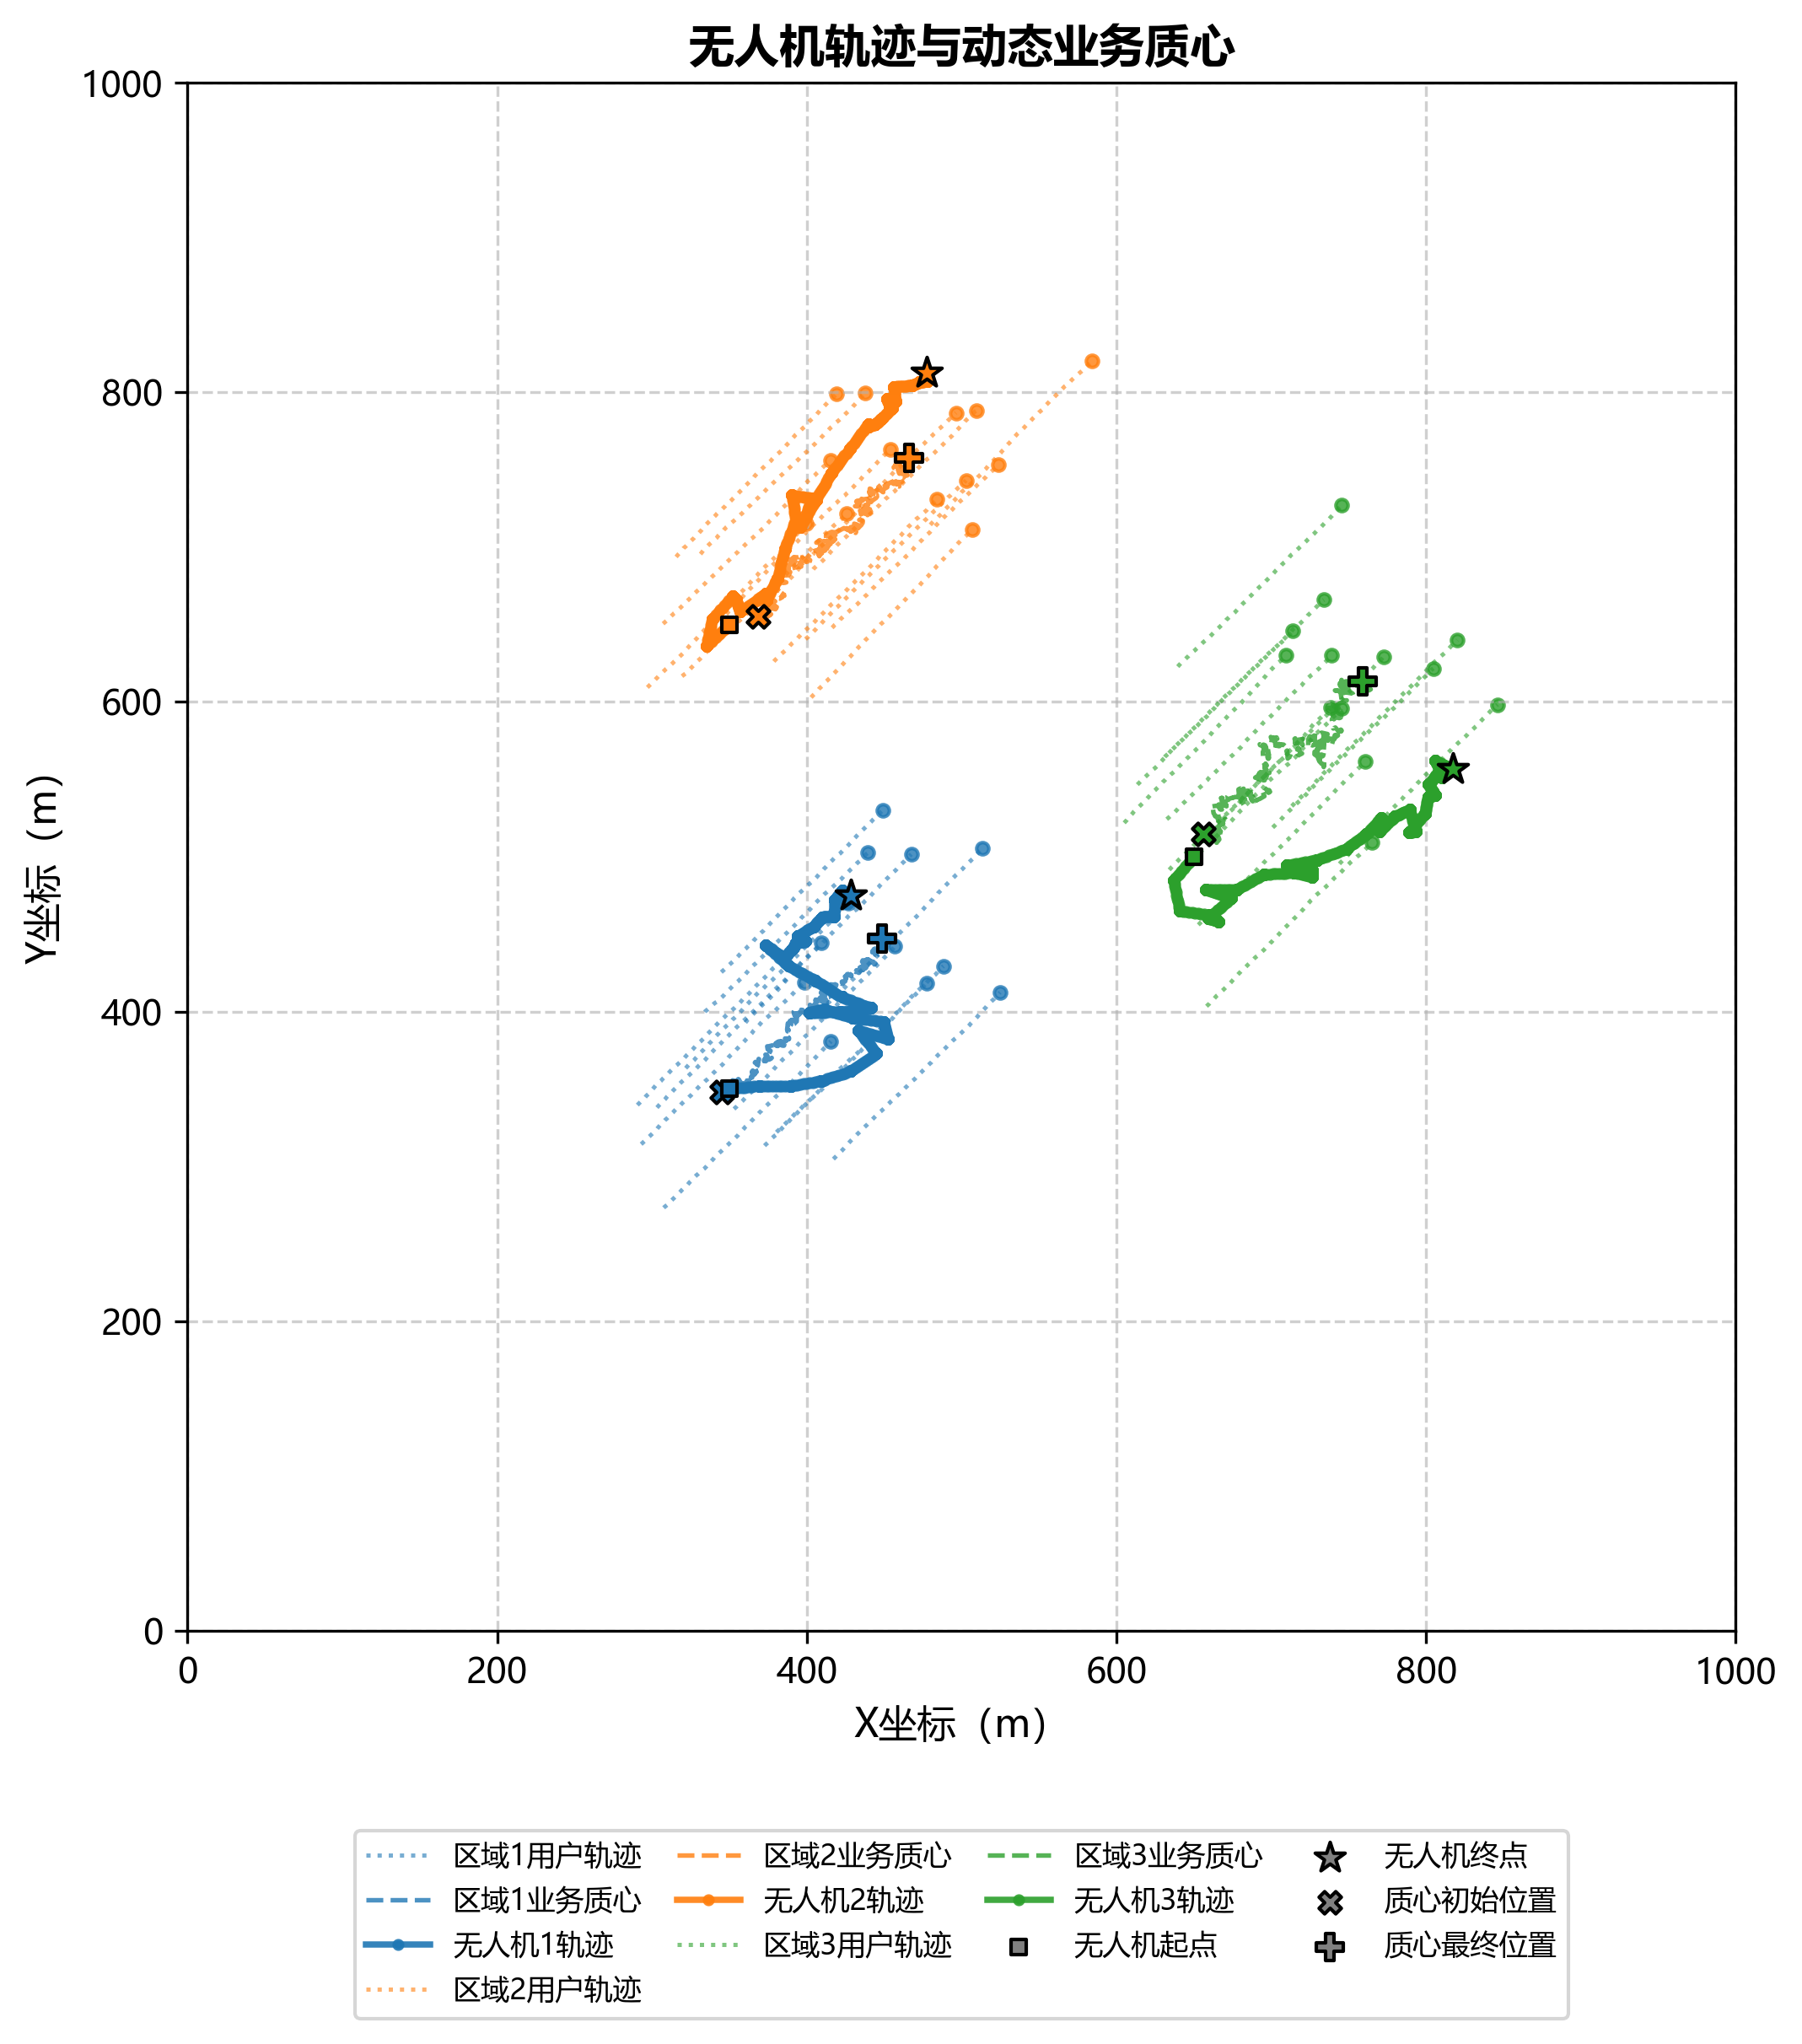 无人机轨迹与动态业务质心
1000
800
600
400
200
0
Y坐标（m）
0 200 400 600 800 1000
X坐标（m）
区域1用户轨迹
区域1业务质心
无人机1轨迹
区域2用户轨迹
区域2业务质心
无人机2轨迹
区域3用户轨迹
区域3业务质心
无人机3轨迹
无人机起点
无人机终点
质心初始位置
质心最终位置